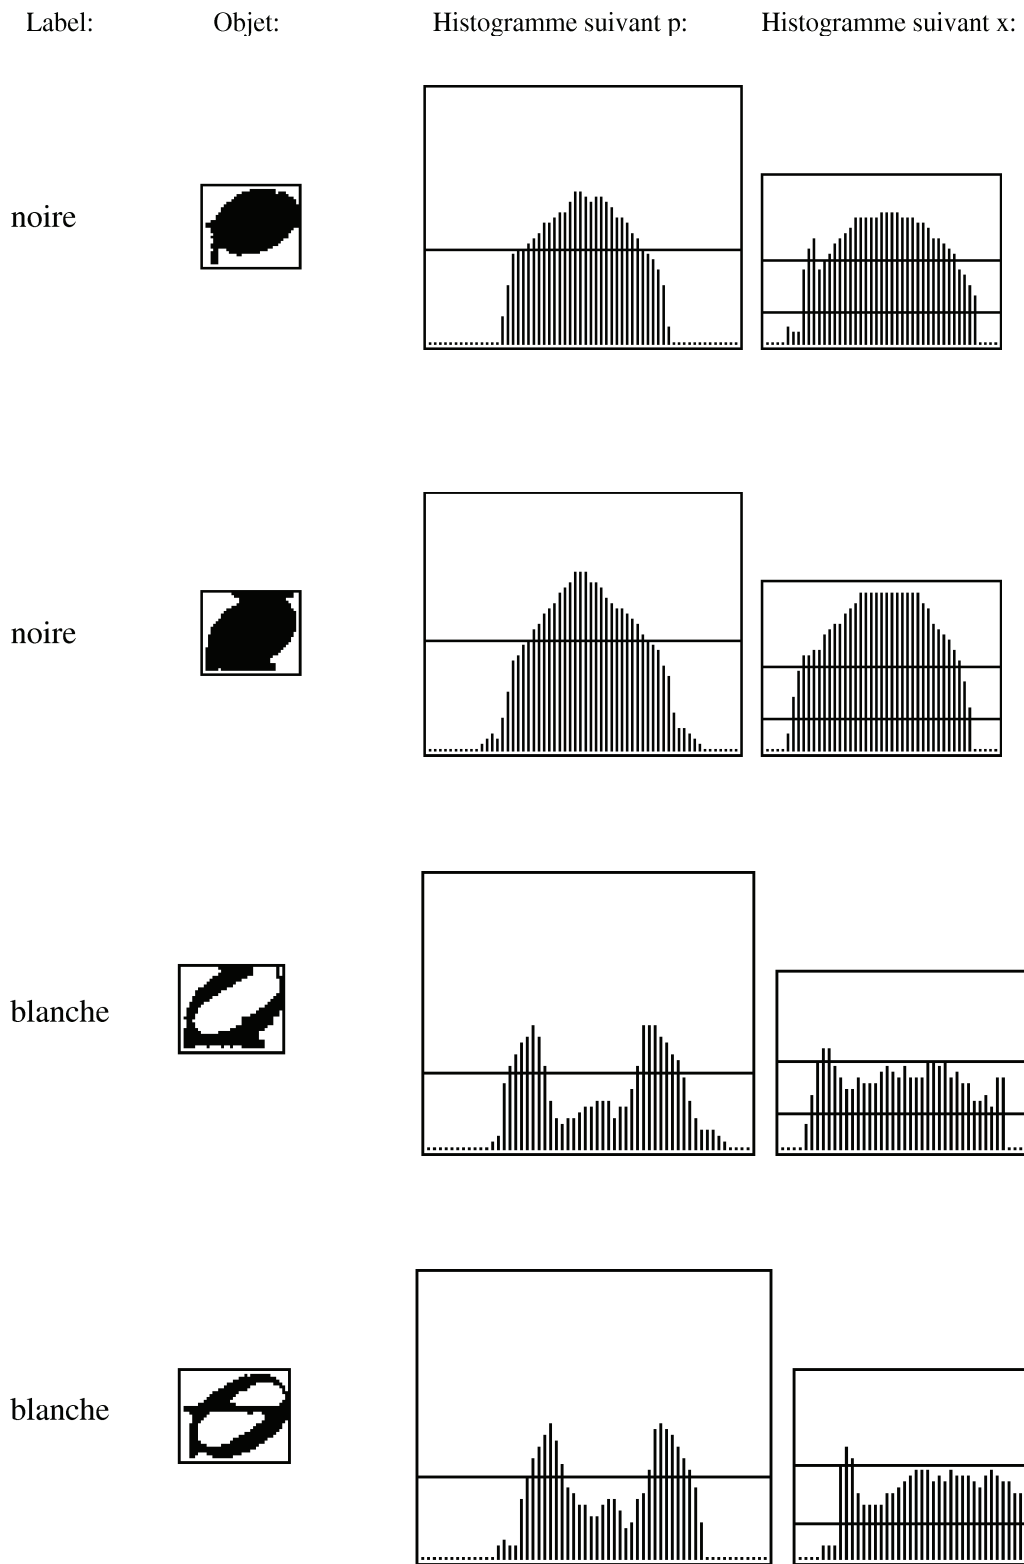 Label: Objet: Histogramme suivant p: Histogramme suivant x:
noire
noire
blanche
blanche